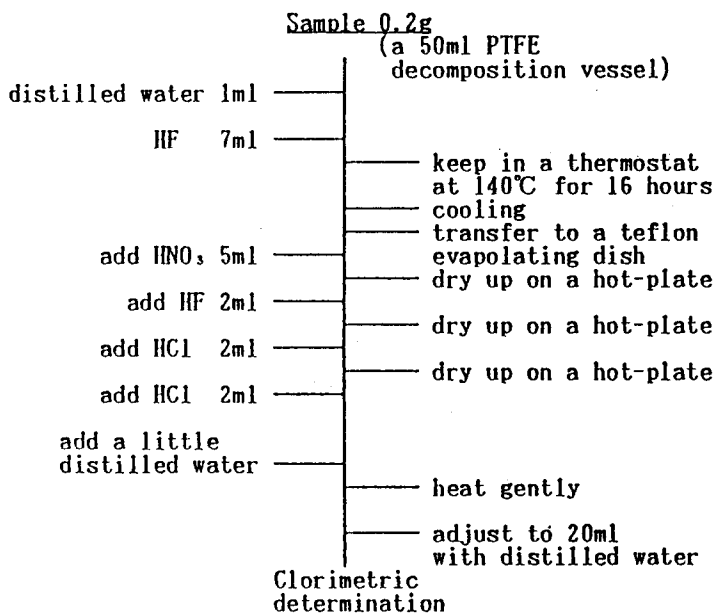 Sample 0.2g
(a 50ml PTFE
decomposition vessel)
distilled water 1ml
HF 7ml
keep in a thermostat
at 140℃ for 16 hours
cooling
transfer to a teflon
evapolating dish
add HNO₃ 5ml
dry up on a hot-plate
add HF 2ml
dry up on a hot-plate
add HCl 2ml
dry up on a hot-plate
add HCl 2ml
add a little
distilled water
heat gently
adjust to 20ml
with distilled water
Clorimetric
determination